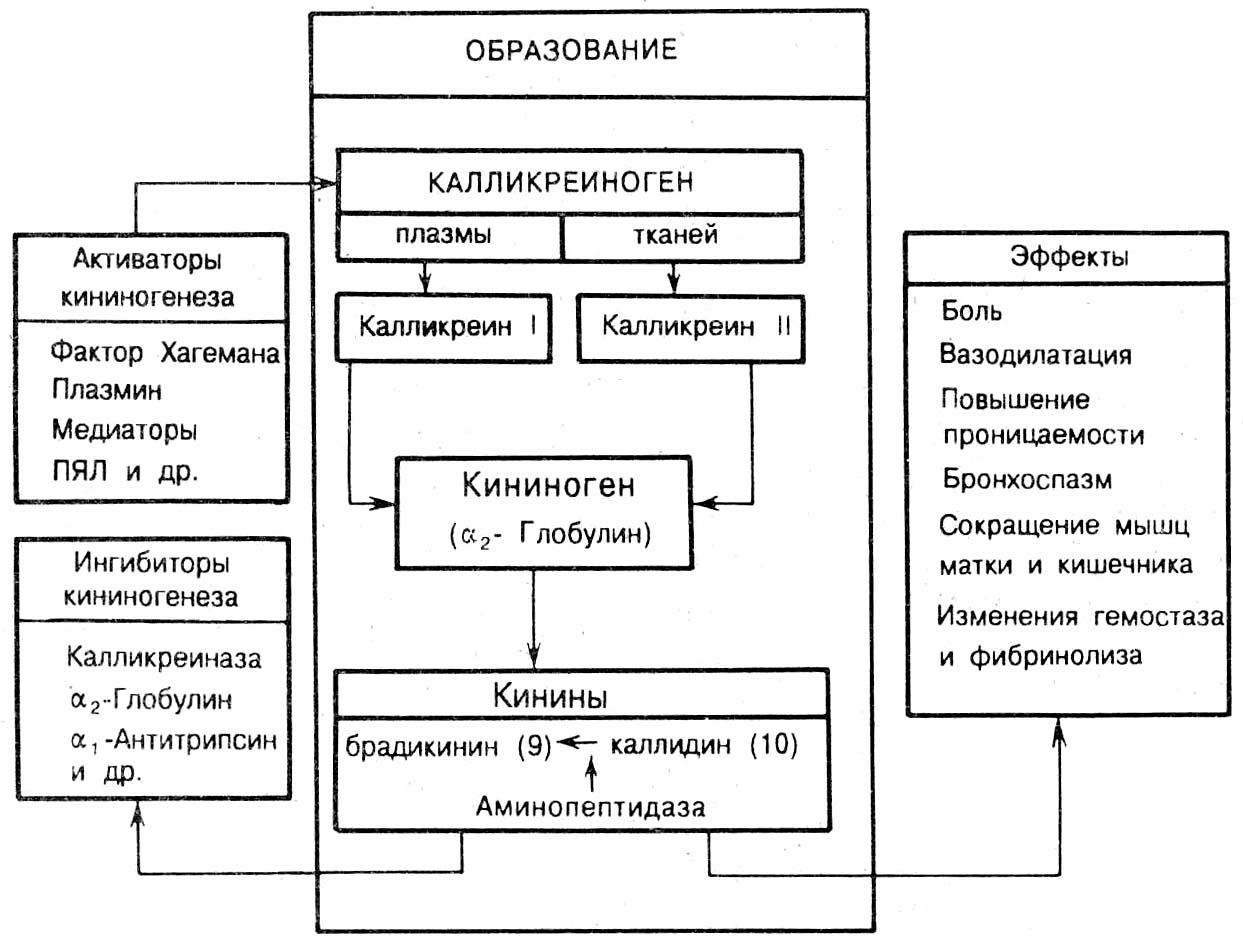 ОБРАЗОВАНИЕ
КАЛЛИКРЕИНОГЕН
плазмы
тканей
Калликреин I
Калликреин II
Кининоген
(α₂- Глобулин)
Кинины
брадикинин (9)
каллидин (10)
Аминопептидаза
Активаторы
кининогенеза
Фактор Хагемана
Плазмин
Медиаторы
ПЯЛ и др.
Ингибиторы
кининогенеза
Калликреиназа
α₂-Глобулин
α₁-Антитрипсин
и др.
Эффекты
Боль
Вазодилатация
Повышение
проницаемости
Бронхоспазм
Сокращение мышц
матки и кишечника
Изменения гемостаза
и фибринолиза